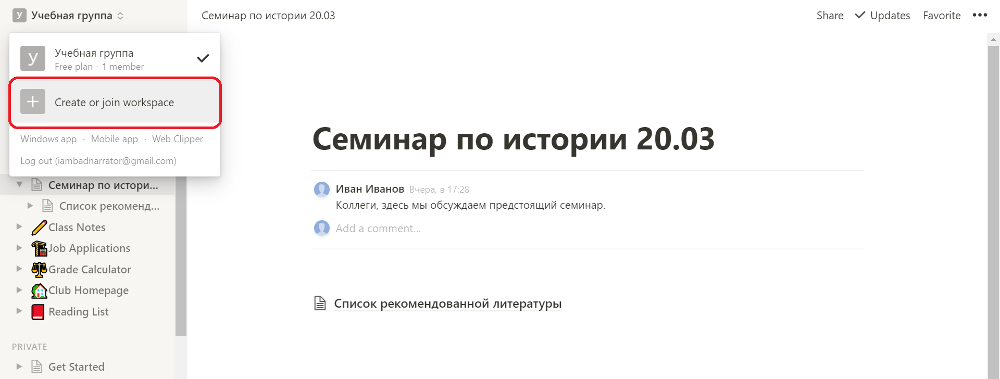 У Учебная группа
Семинар по истории 20.03
Share Updates Favorite
У Учебная группа
Free plan - 1 member
Create or join workspace
Windows app · Mobile app · Web Clipper
Log out (iambadnarrator@gmail.com)
Семинар по истори...
Список рекоменд...
Class Notes
Job Applications
Grade Calculator
Club Homepage
Reading List
PRIVATE
Get Started
Семинар по истории 20.03
Иван Иванов Вчера, в 17:28
Коллеги, здесь мы обсуждаем предстоящий семинар.
Add a comment...
Список рекомендованной литературы